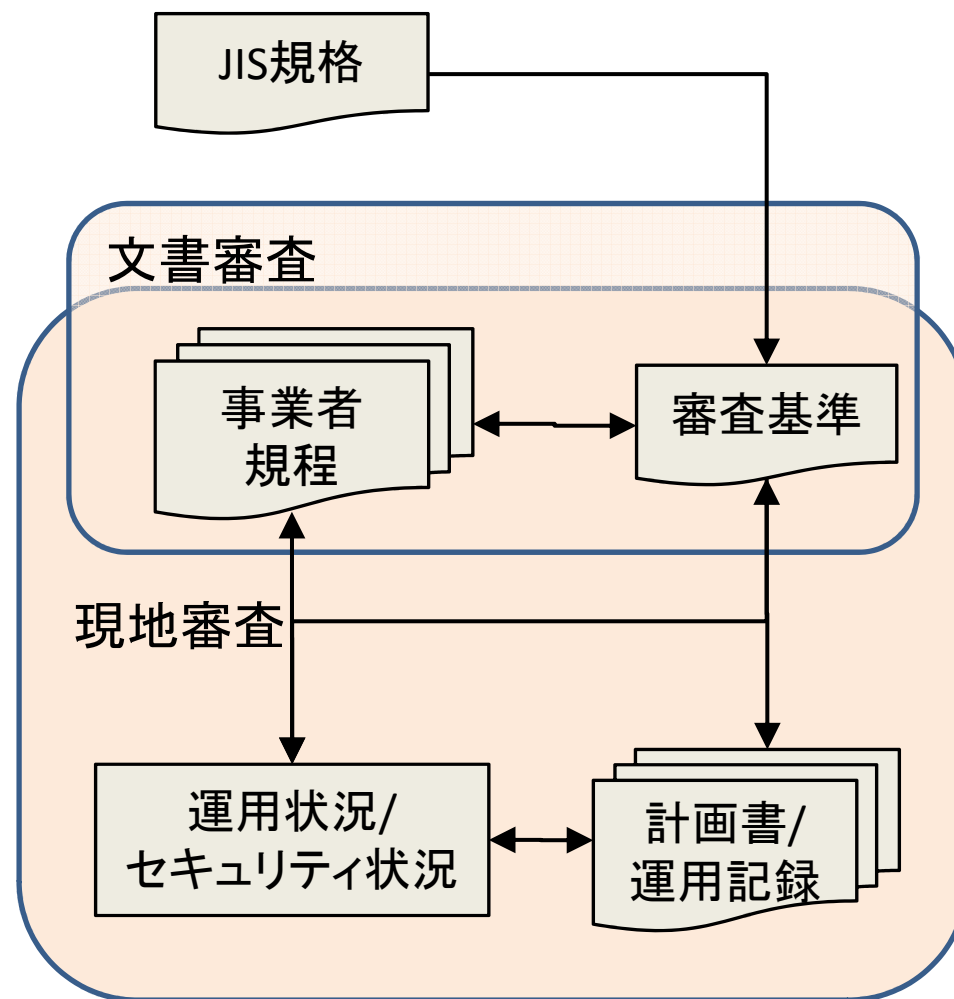 JIS規格
文書審査
事業者
規程
審査基準
現地審査
運用状況/
セキュリティ状況
計画書/
運用記録